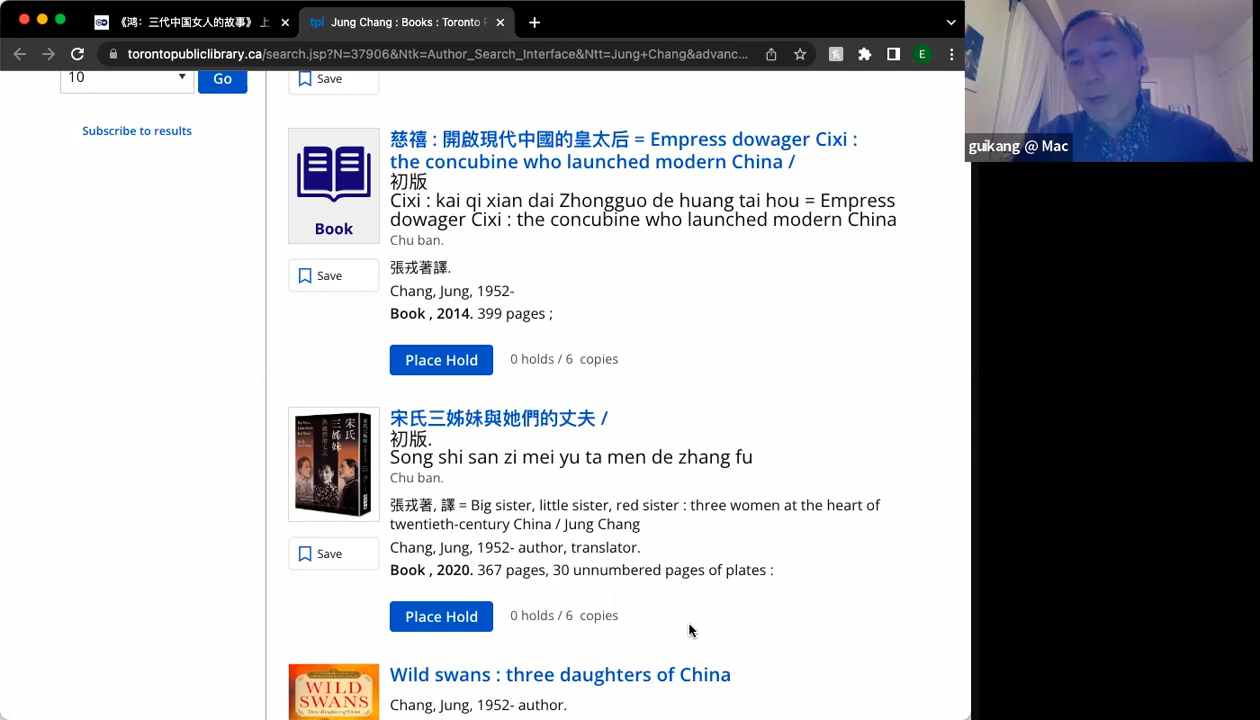 《鸿：三代中国女人的故事》 上
tpl Jung Chang : Books : Toronto
torontopubliclibrary.ca/search.jsp?N=37906&Ntk=Author_Search_Interface&Ntt=Jung+Chang&advanc...
E
guikang @ Mac
10
Go
Subscribe to results
Save
Book
慈禧 : 開啟現代中國的皇太后 = Empress dowager Cixi :
the concubine who launched modern China /
初版
Cixi : kai qi xian dai Zhongguo de huang tai hou = Empress
dowager Cixi : the concubine who launched modern China
Chu ban.
Save
張戎著譯.
Chang, Jung, 1952-
Book , 2014. 399 pages ;
Place Hold 0 holds / 6 copies
宋氏三姊妹與她們的丈夫 /
初版.
Song shi san zi mei yu ta men de zhang fu
Chu ban.
宋氏
三姊妹
張戎著, 譯 = Big sister, little sister, red sister : three women at the heart of
twentieth-century China / Jung Chang
Save
Chang, Jung, 1952- author, translator.
Book , 2020. 367 pages, 30 unnumbered pages of plates :
Place Hold 0 holds / 6 copies
Wild swans : three daughters of China
WILD
SWANS
Chang, Jung, 1952- author.